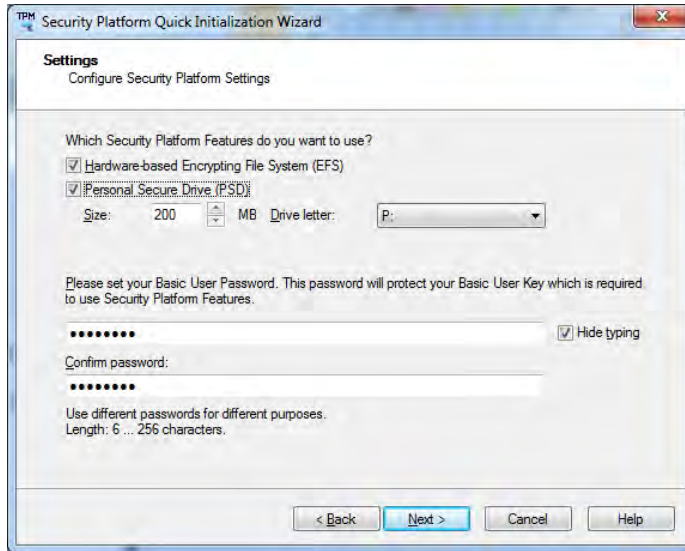 TPM Security Platform Quick Initialization Wizard
Settings
Configure Security Platform Settings
Which Security Platform Features do you want to use?
Hardware-based Encrypting File System (EFS)
Personal Secure Drive (PSD)
Size: 200 MB Drive letter: P:
Please set your Basic User Password. This password will protect your Basic User Key which is required
to use Security Platform Features.
•••••••• Hide typing
Confirm password:
••••••••
Use different passwords for different purposes.
Length: 6 ... 256 characters.
< Back Next > Cancel Help